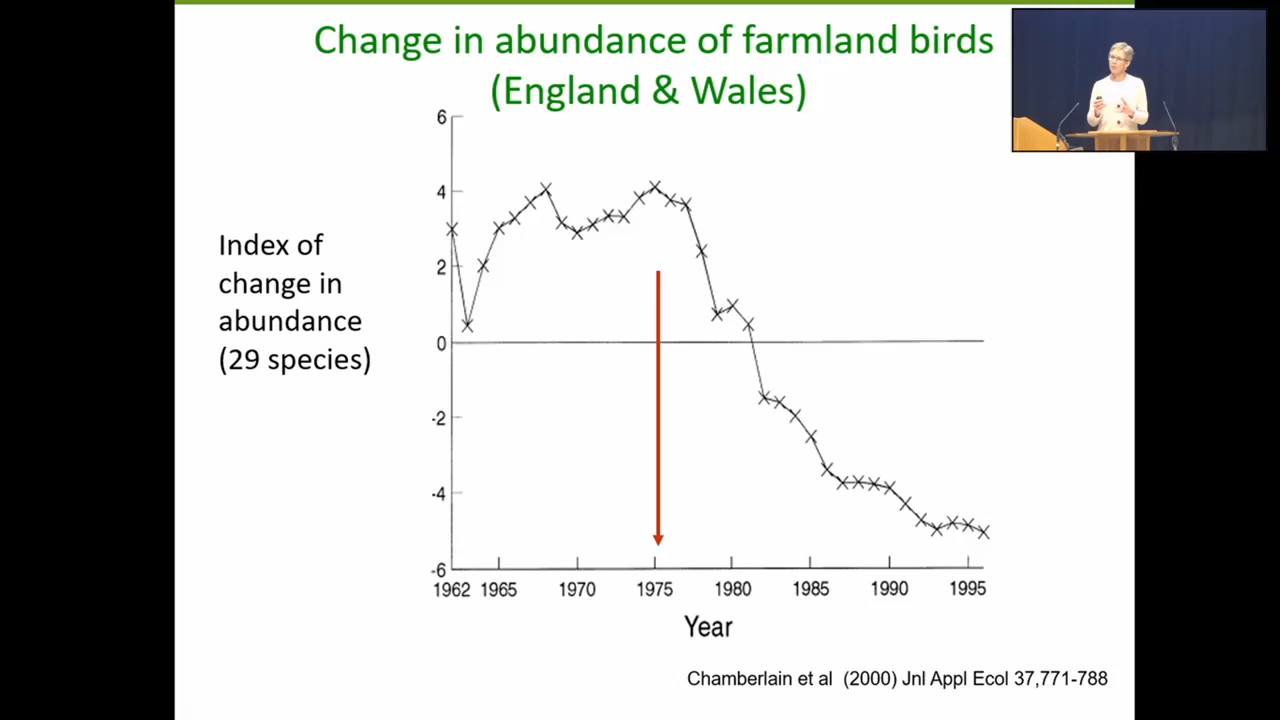 Change in abundance of farmland birds
(England & Wales)
Index of
change in
abundance
(29 species)
6
4
2
0
-2
-4
-6
1962 1965 1970 1975 1980 1985 1990 1995
Year
Chamberlain et al (2000) Jnl Appl Ecol 37,771-788